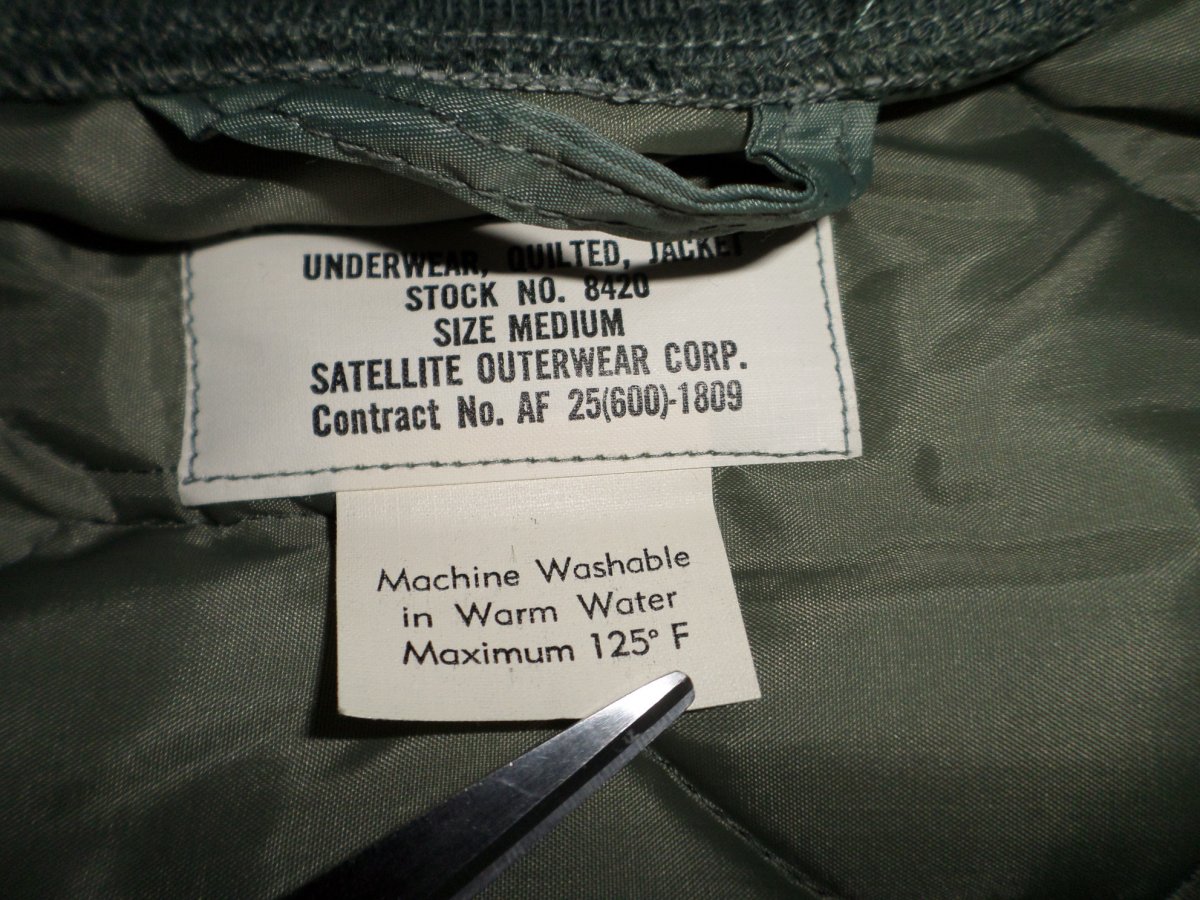 UNDERWEAR, QUILTED, JACKET
STOCK NO. 8420
SIZE MEDIUM
SATELLITE OUTERWEAR CORP.
Contract No. AF 25(600)-1809
Machine Washable
in Warm Water
Maximum 125° F